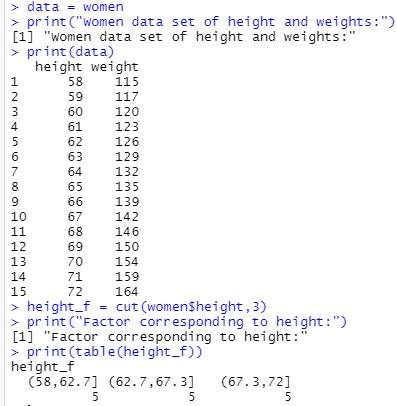 > data = women
> print("Women data set of height and weights:")
[1] "Women data set of height and weights:"
> print(data)
   height weight
1      58    115
2      59    117
3      60    120
4      61    123
5      62    126
6      63    129
7      64    132
8      65    135
9      66    139
10     67    142
11     68    146
12     69    150
13     70    154
14     71    159
15     72    164
> height_f = cut(women$height,3)
> print("Factor corresponding to height:")
[1] "Factor corresponding to height:"
> print(table(height_f))
height_f
  (58,62.7] (62.7,67.3]   (67.3,72]
          5           5           5